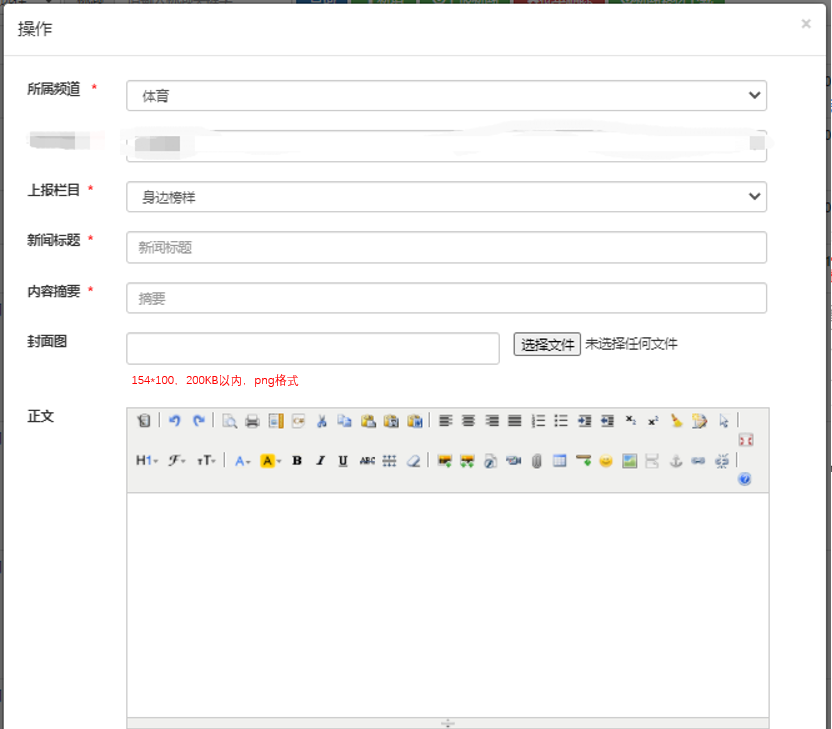 操作
×
所属频道 *
体育
上报栏目 *
身边榜样
新闻标题 *
新闻标题
内容摘要 *
摘要
封面图
选择文件 未选择任何文件
154*100、200KB以内，png格式
正文
H1 F TT A A B I U ABC